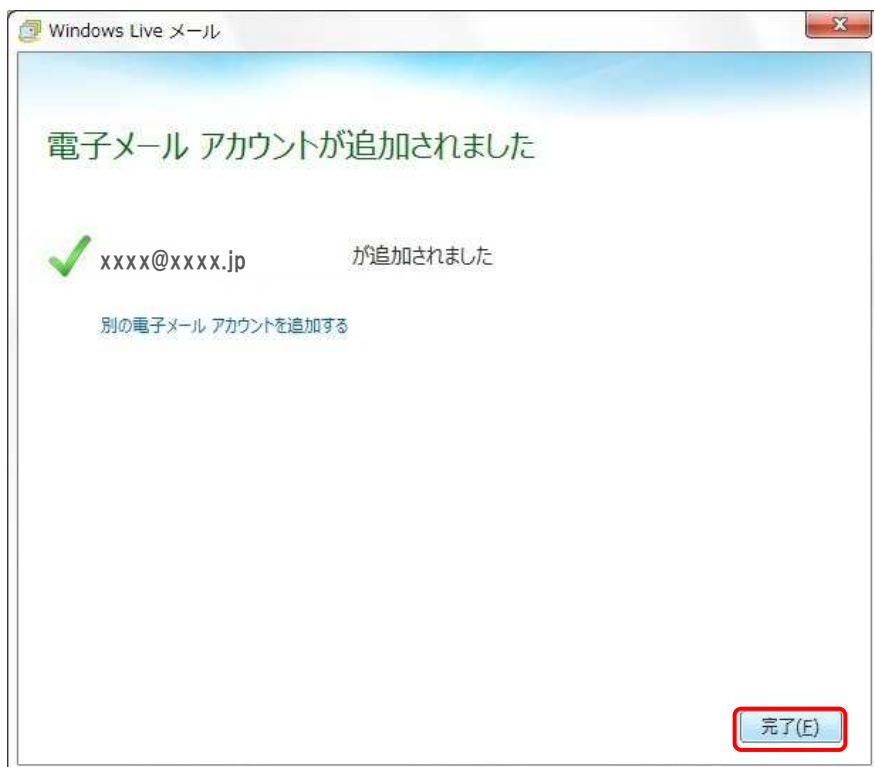 Windows Live メール
電子メール アカウントが追加されました
xxxx@xxxx.jp が追加されました
別の電子メール アカウントを追加する
完了(F)